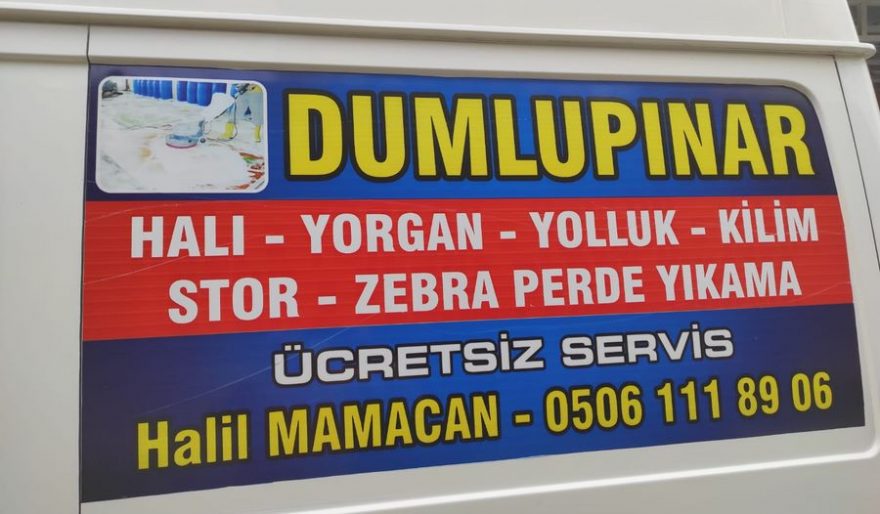 DUMLUPINAR
HALI - YORGAN - YOLLUK - KİLİM
STOR - ZEBRA PERDE YIKAMA
ÜCRETSİZ SERVİS
Halil MAMACAN - 0506 111 89 06